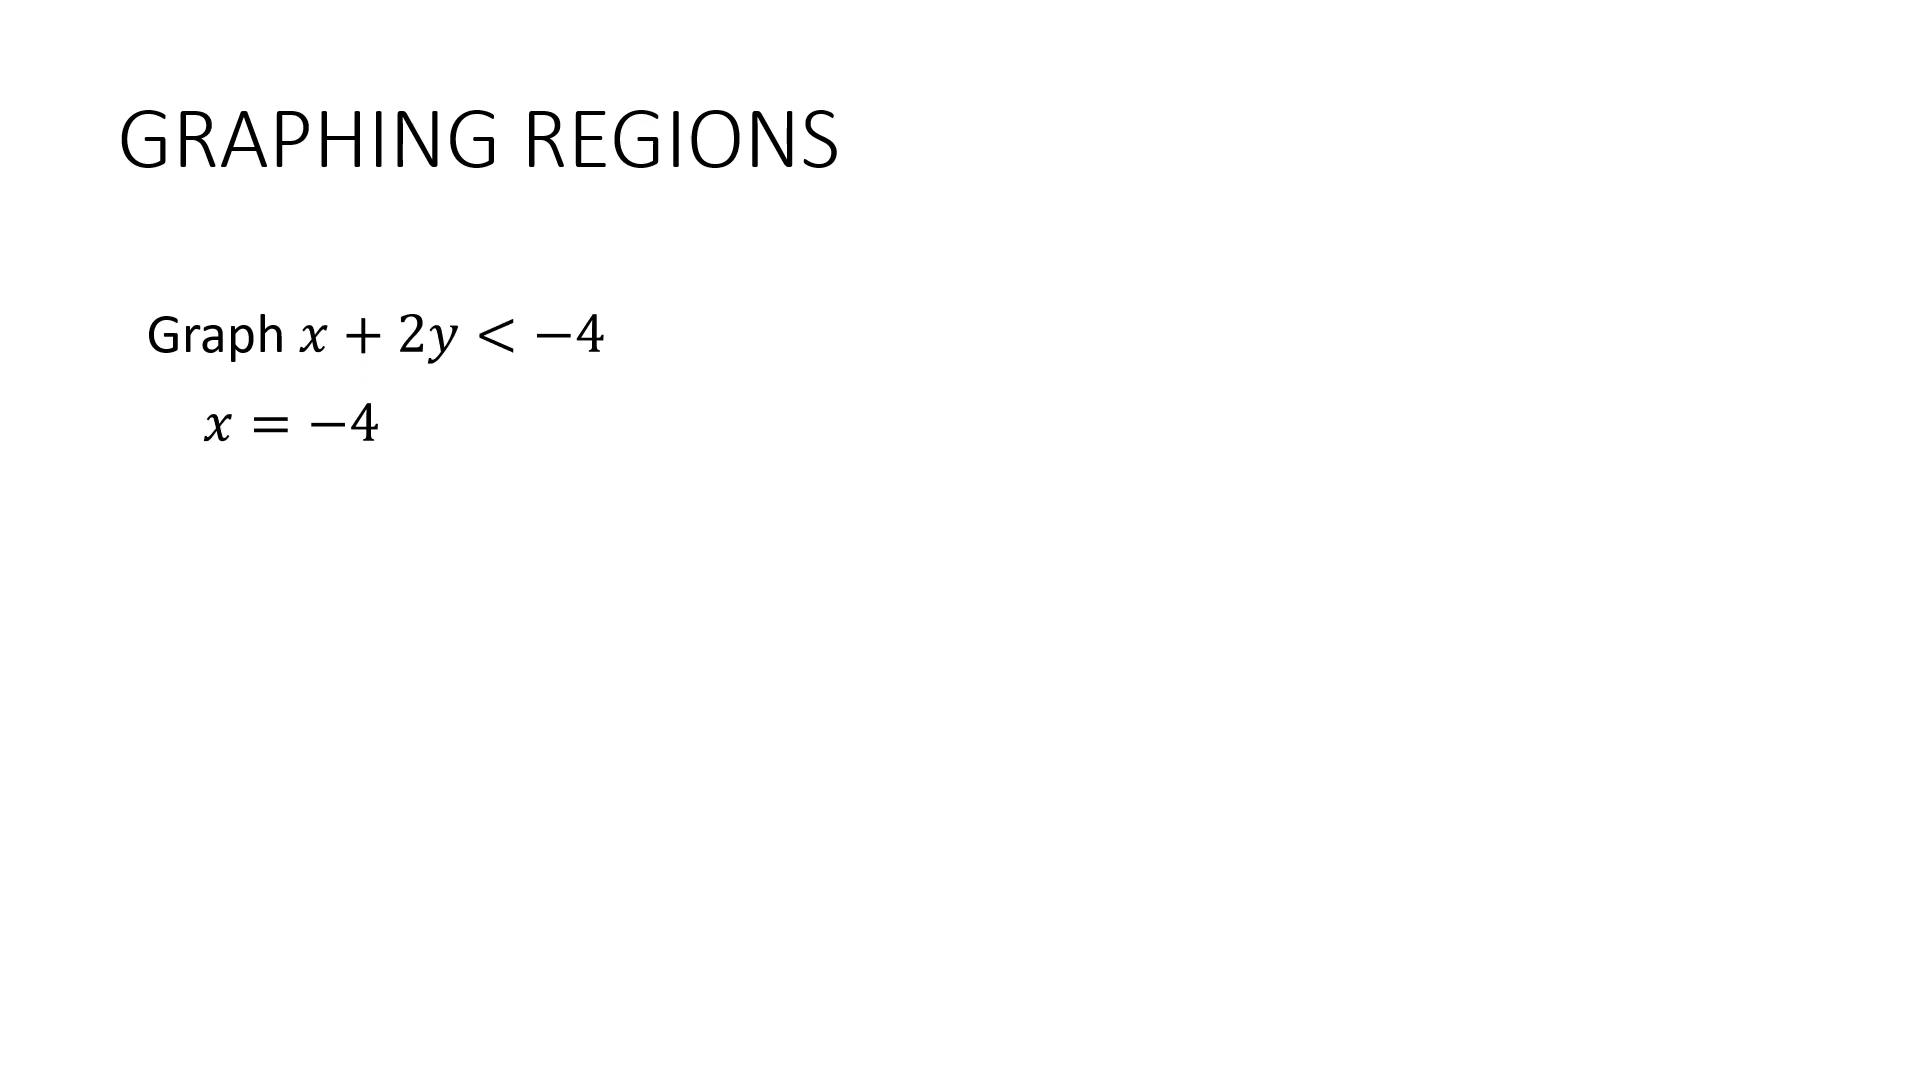 GRAPHING REGIONS
Graph 𝑥 + 2𝑦 < −4
𝑥 = −4